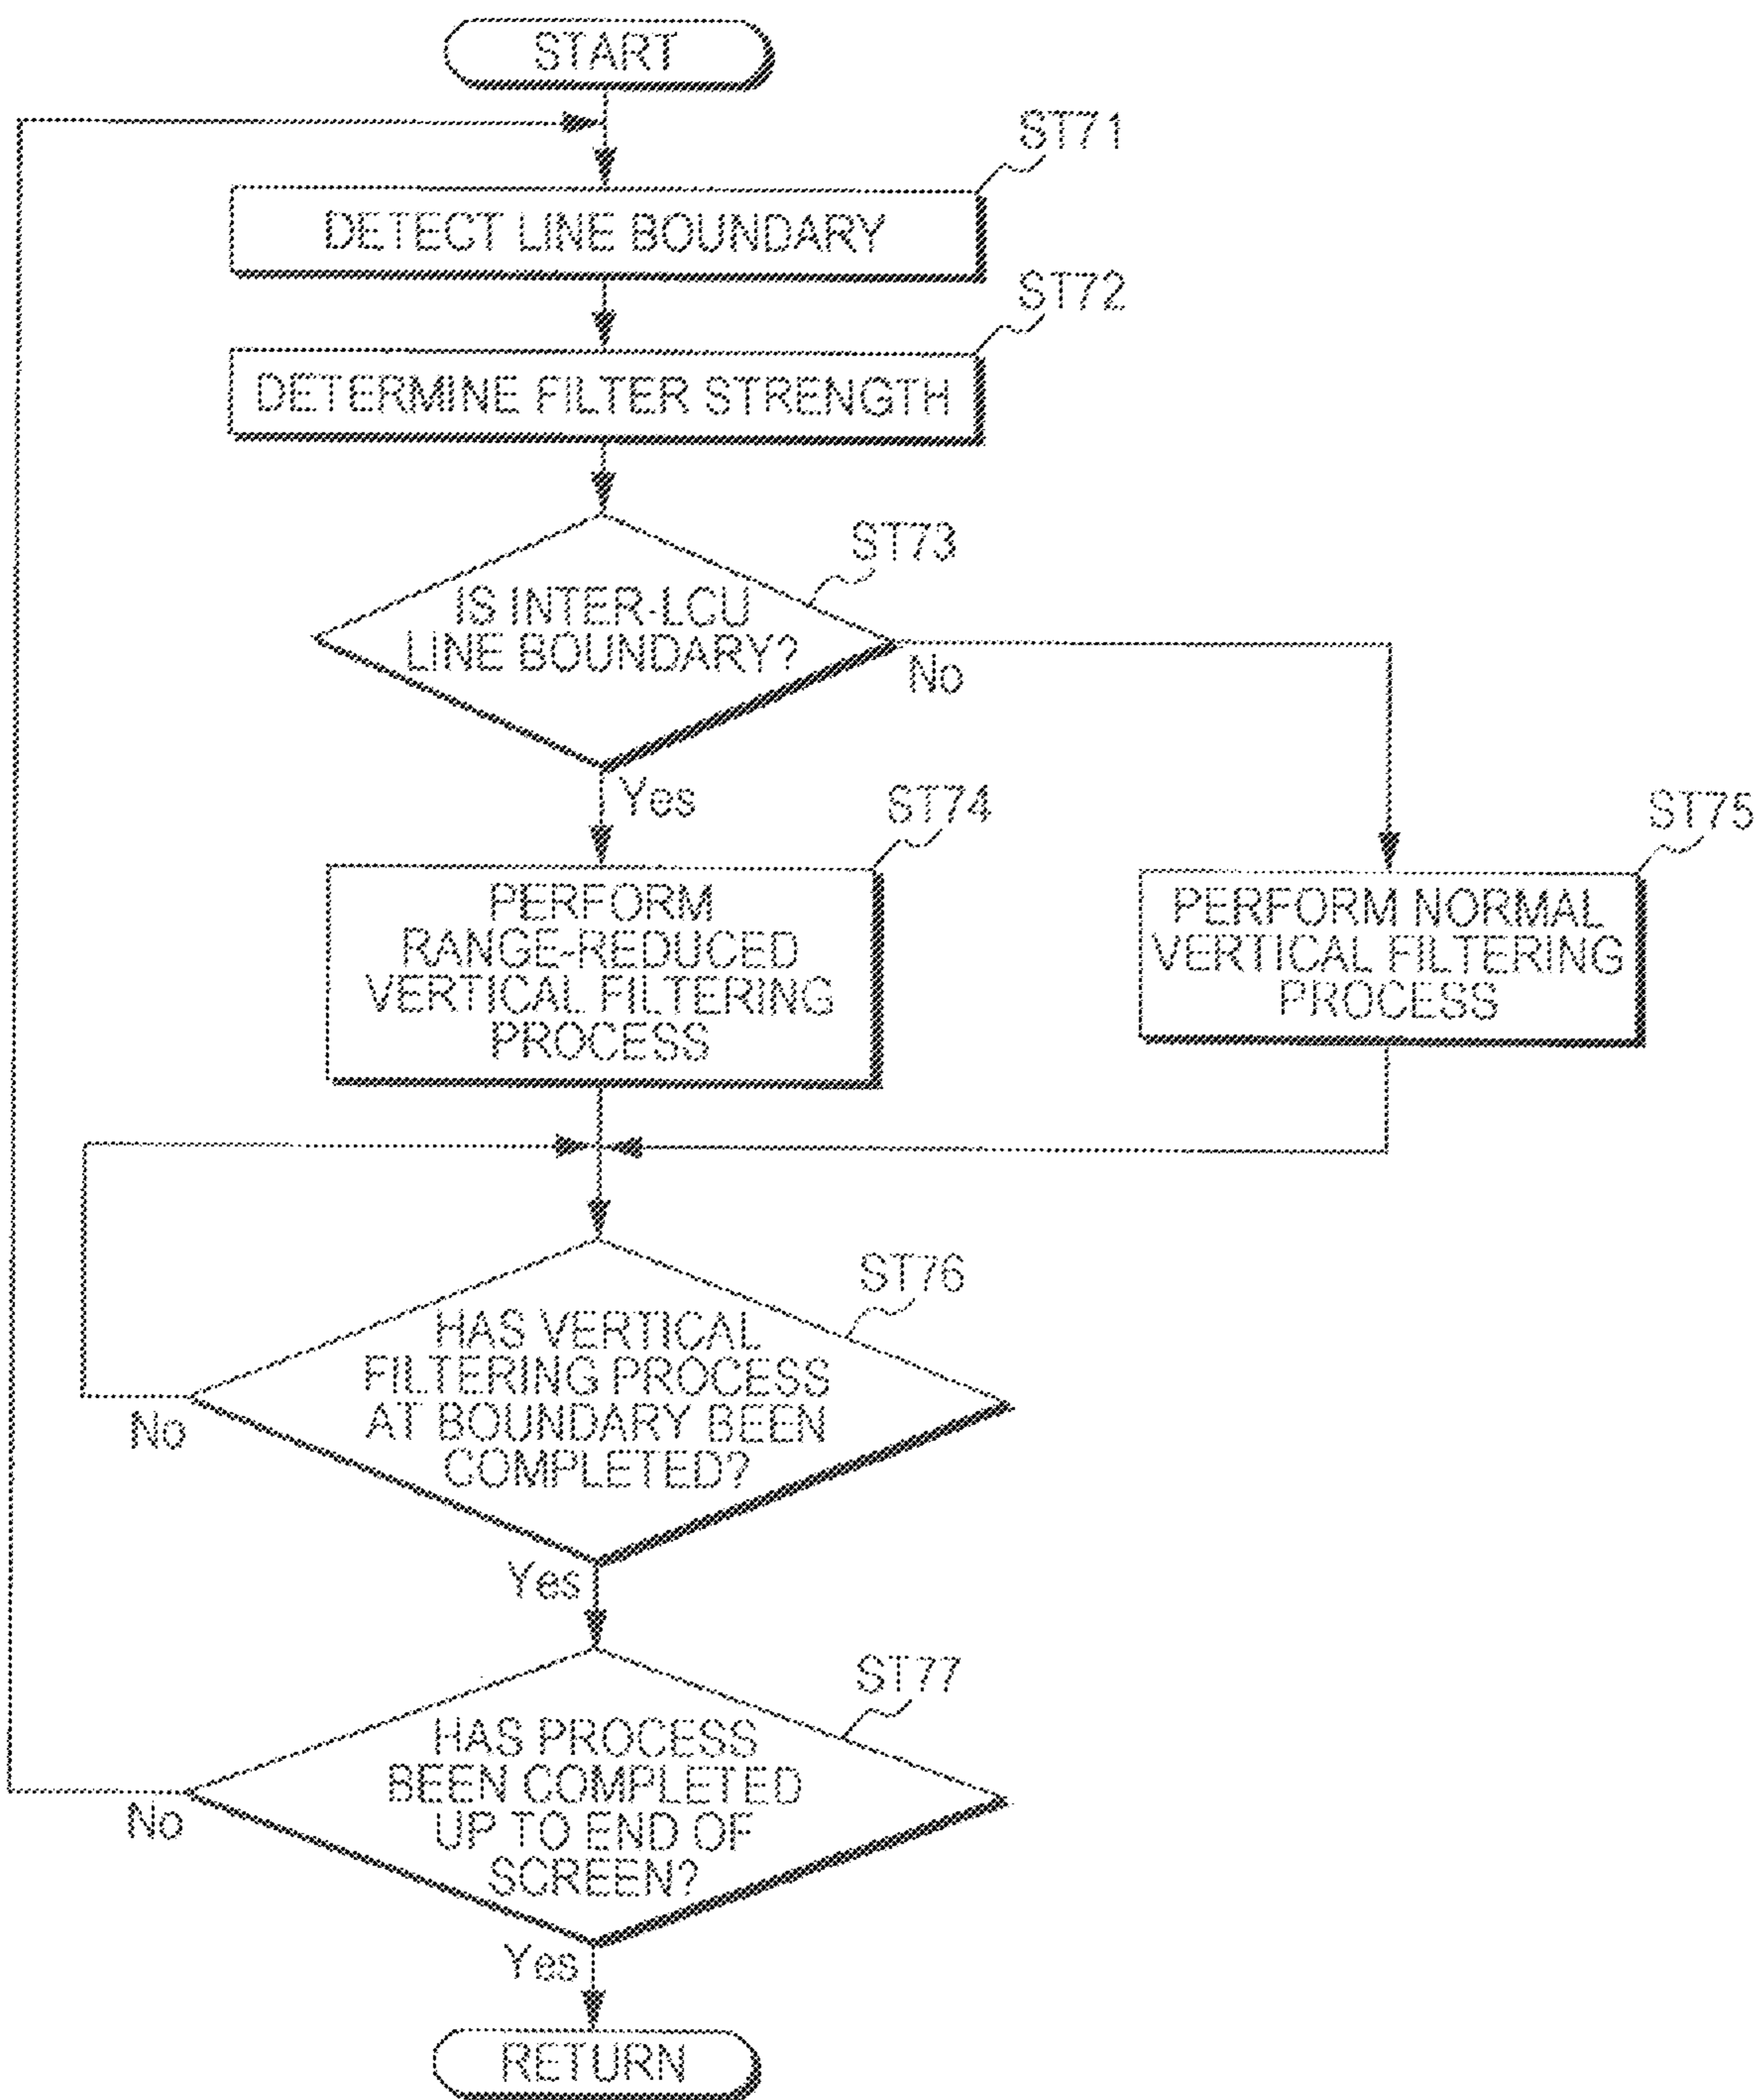 START
ST71
DETECT LINE BOUNDARY
ST72
DETERMINE FILTER STRENGTH
ST73
IS INTER-LCU
LINE BOUNDARY?
No
Yes
ST74
PERFORM
RANGE-REDUCED
VERTICAL FILTERING
PROCESS
ST75
PERFORM NORMAL
VERTICAL FILTERING
PROCESS
ST76
HAS VERTICAL
FILTERING PROCESS
AT BOUNDARY BEEN
COMPLETED?
No
Yes
ST77
HAS PROCESS
BEEN COMPLETED
UP TO END OF
SCREEN?
No
Yes
RETURN